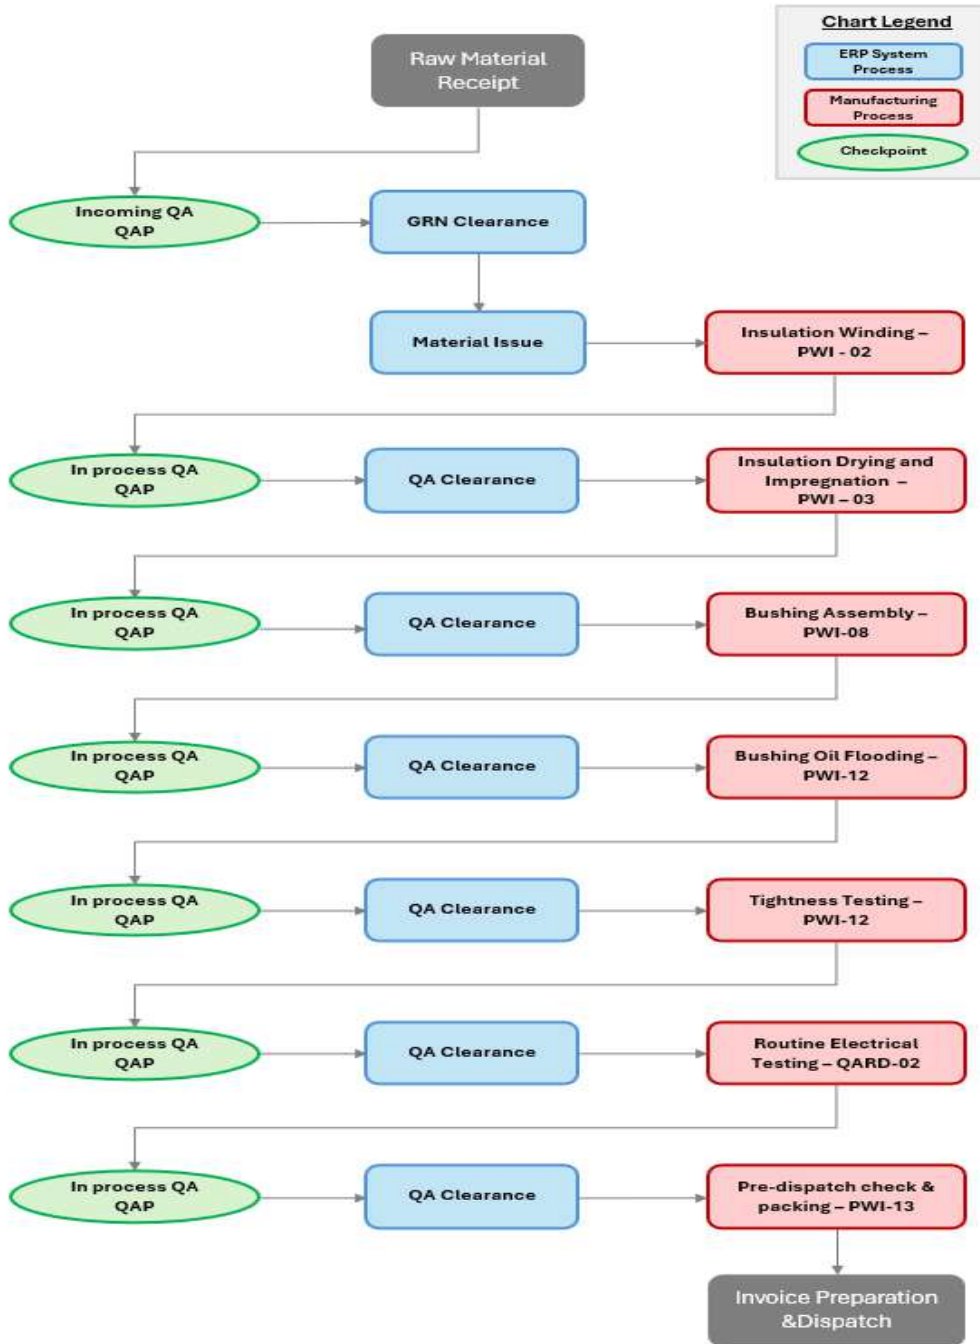 Chart Legend
ERP System
Process
Manufacturing
Process
Checkpoint
Raw Material
Receipt
Incoming QA
QAP
GRN Clearance
Material Issue
Insulation Winding –
PWI - 02
In process QA
QAP
QA Clearance
Insulation Drying and
Impregnation –
PWI – 03
In process QA
QAP
QA Clearance
Bushing Assembly –
PWI-08
In process QA
QAP
QA Clearance
Bushing Oil Flooding –
PWI-12
In process QA
QAP
QA Clearance
Tightness Testing –
PWI-12
In process QA
QAP
QA Clearance
Routine Electrical
Testing – QARD-02
In process QA
QAP
QA Clearance
Pre-dispatch check &
packing – PWI-13
Invoice Preparation
&Dispatch